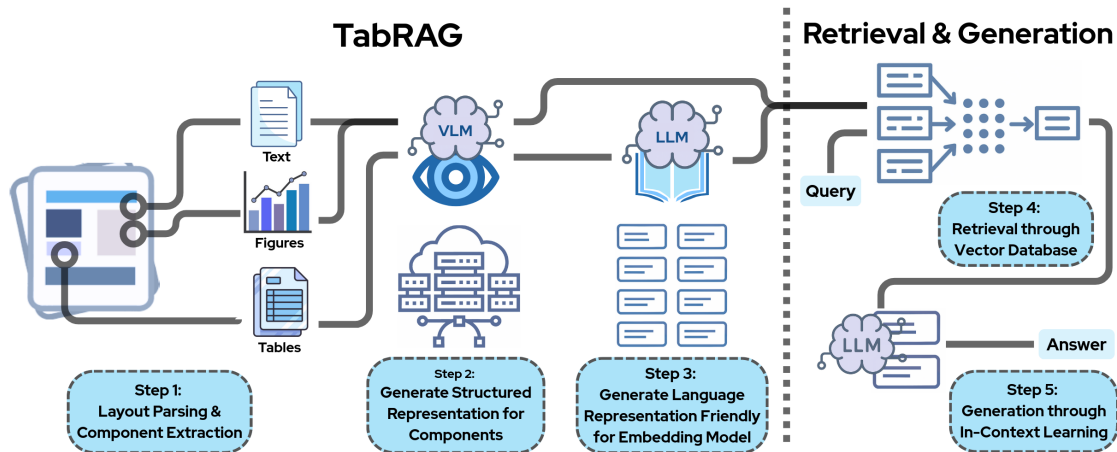 TabRAG
Retrieval & Generation
Text
Figures
Tables
VLM
LLM
Query
Step 1:
Layout Parsing &
Component Extraction
Step 2:
Generate Structured
Representation for
Components
Step 3:
Generate Language
Representation Friendly
for Embedding Model
Step 4:
Retrieval through
Vector Database
LLM
Answer
Step 5:
Generation through
In-Context Learning